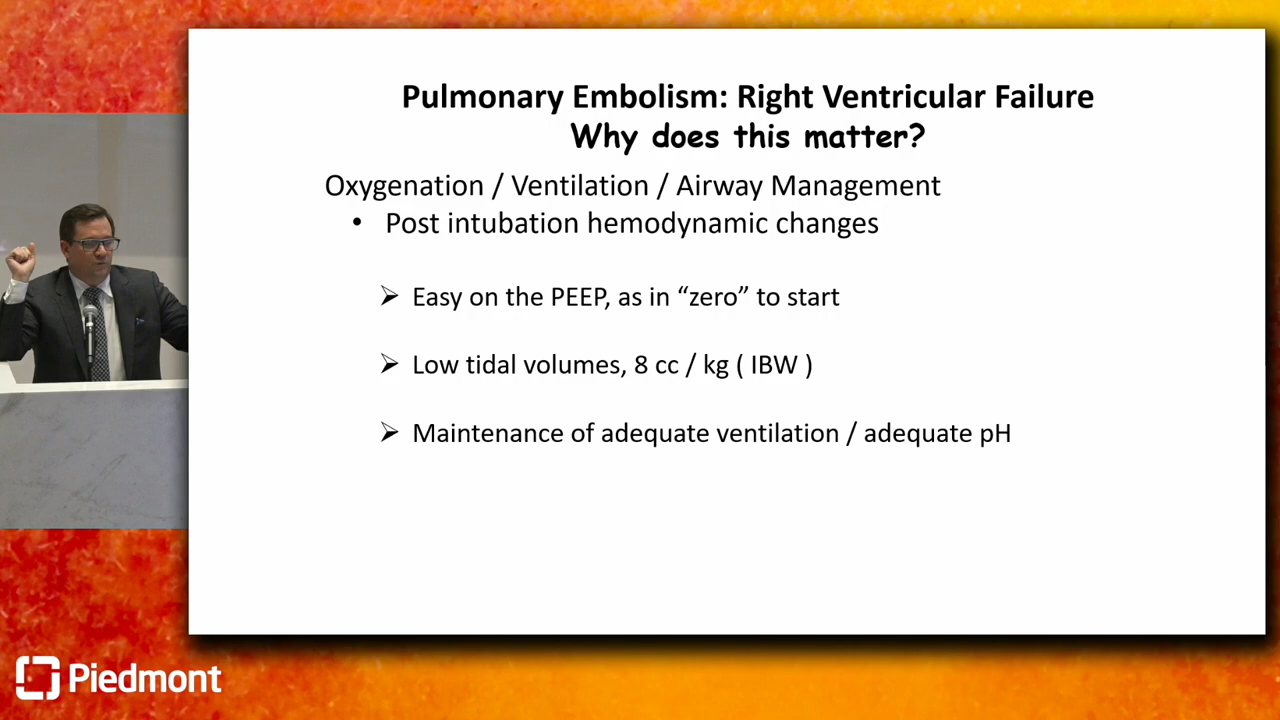 Pulmonary Embolism: Right Ventricular Failure
Why does this matter?
Oxygenation / Ventilation / Airway Management
• Post intubation hemodynamic changes
➢ Easy on the PEEP, as in “zero” to start
➢ Low tidal volumes, 8 cc / kg ( IBW )
➢ Maintenance of adequate ventilation / adequate pH
Piedmont